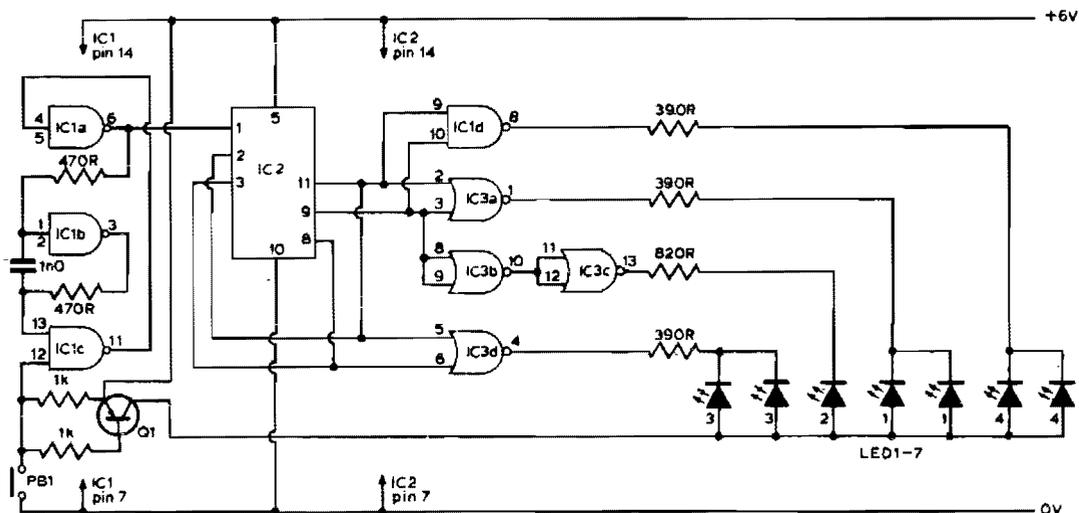 +6V
IC1
pin 14
IC2
pin 14
4
5
IC1a
6
470R
1
2
IC1b
3
1n0
470R
13
12
IC1c
11
1k
Q1
1k
PB1
IC1
pin 7
1
2
3
5
IC2
11
9
8
10
9
10
IC1d
8
390R
2
3
IC3a
1
390R
8
9
IC3b
10
11
12
IC3c
13
820R
5
6
IC3d
4
390R
3
3
2
1
1
4
4
LED1-7
IC2
pin 7
0V